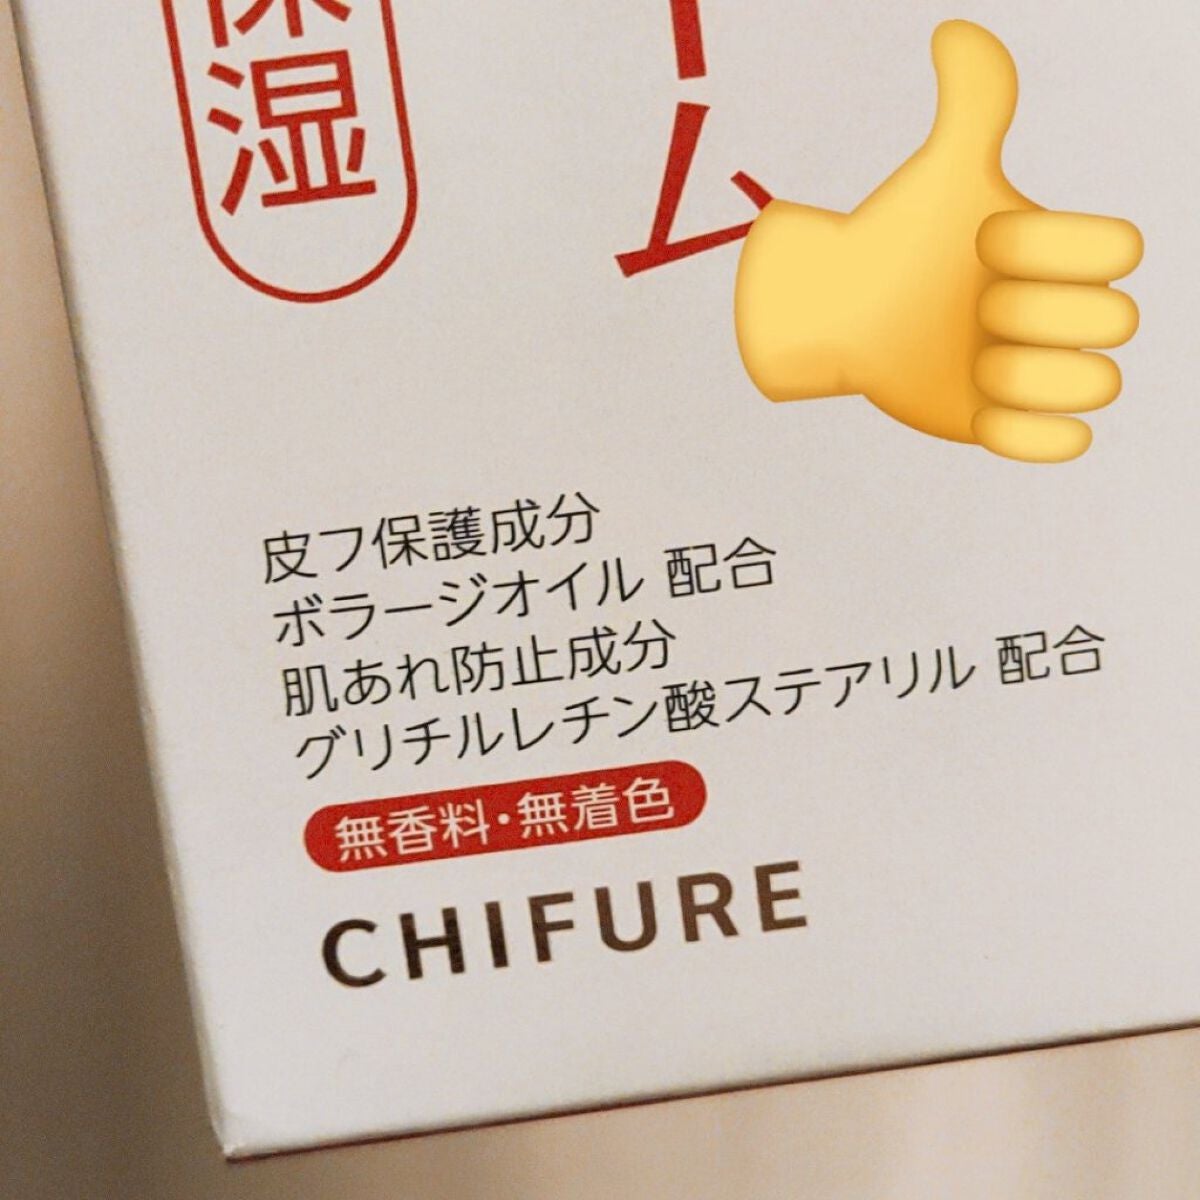 保湿
ーム
皮フ保護成分
ボラージオイル 配合
肌あれ防止成分
グリチルレチン酸ステアリル 配合
無香料・無着色
CHIFURE